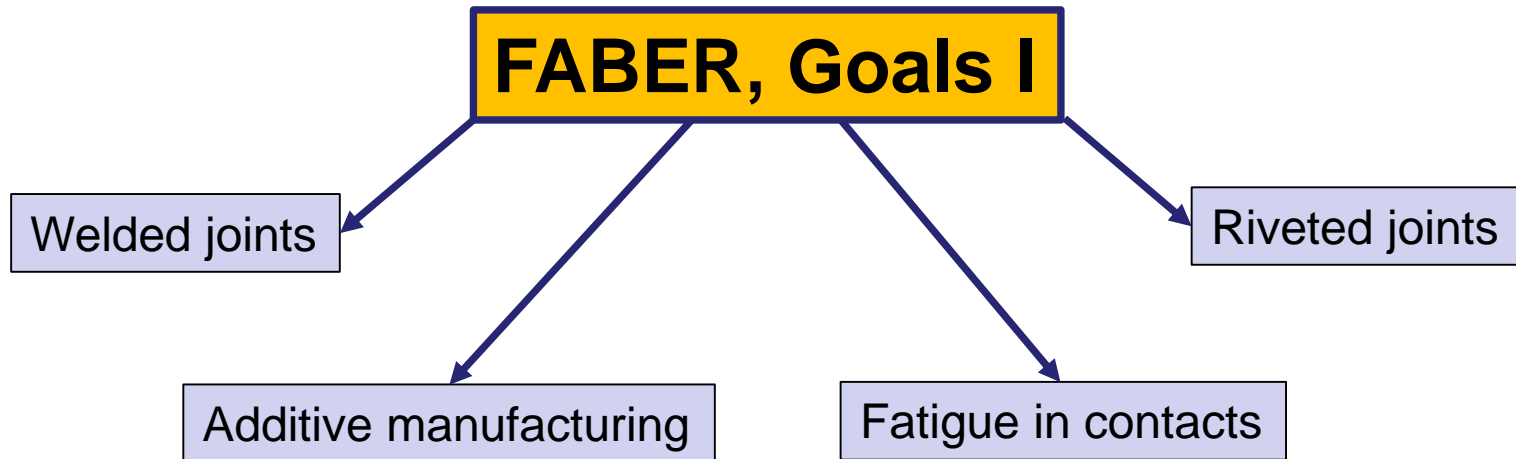 FABER, Goals I
Welded joints
Riveted joints
Additive manufacturing
Fatigue in contacts